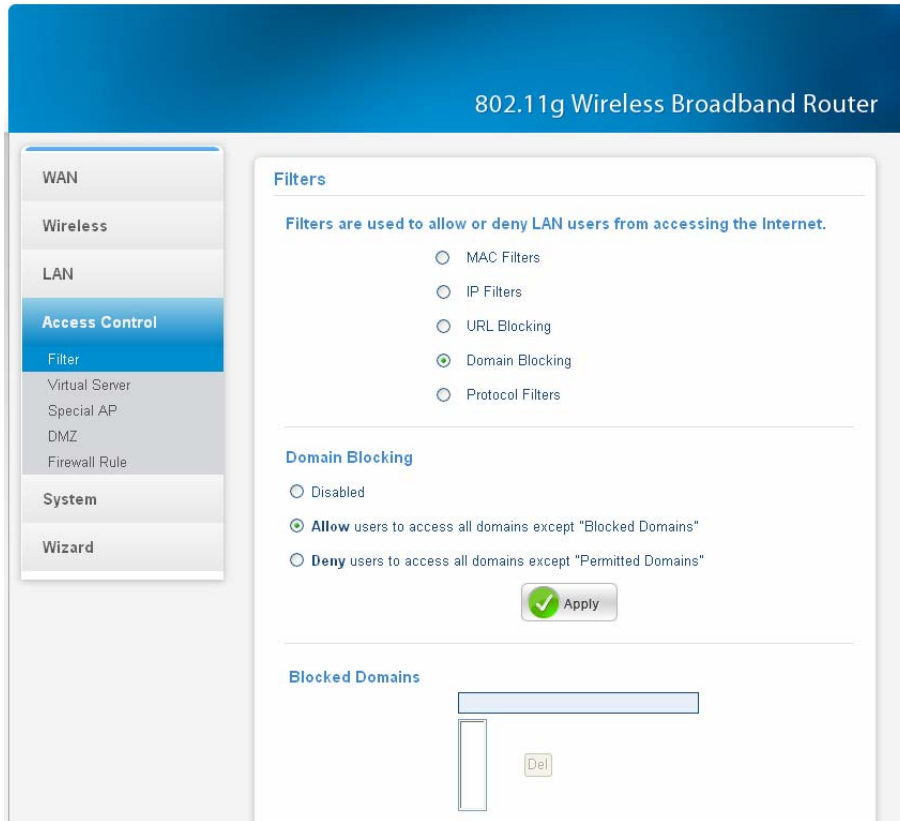 802.11g Wireless Broadband Router
WAN
Wireless
LAN
Access Control
Filter
Virtual Server
Special AP
DMZ
Firewall Rule
System
Wizard
Filters
Filters are used to allow or deny LAN users from accessing the Internet.
MAC Filters
IP Filters
URL Blocking
Domain Blocking
Protocol Filters
Domain Blocking
Disabled
Allow users to access all domains except "Blocked Domains"
Deny users to access all domains except "Permitted Domains"
Apply
Blocked Domains
Del